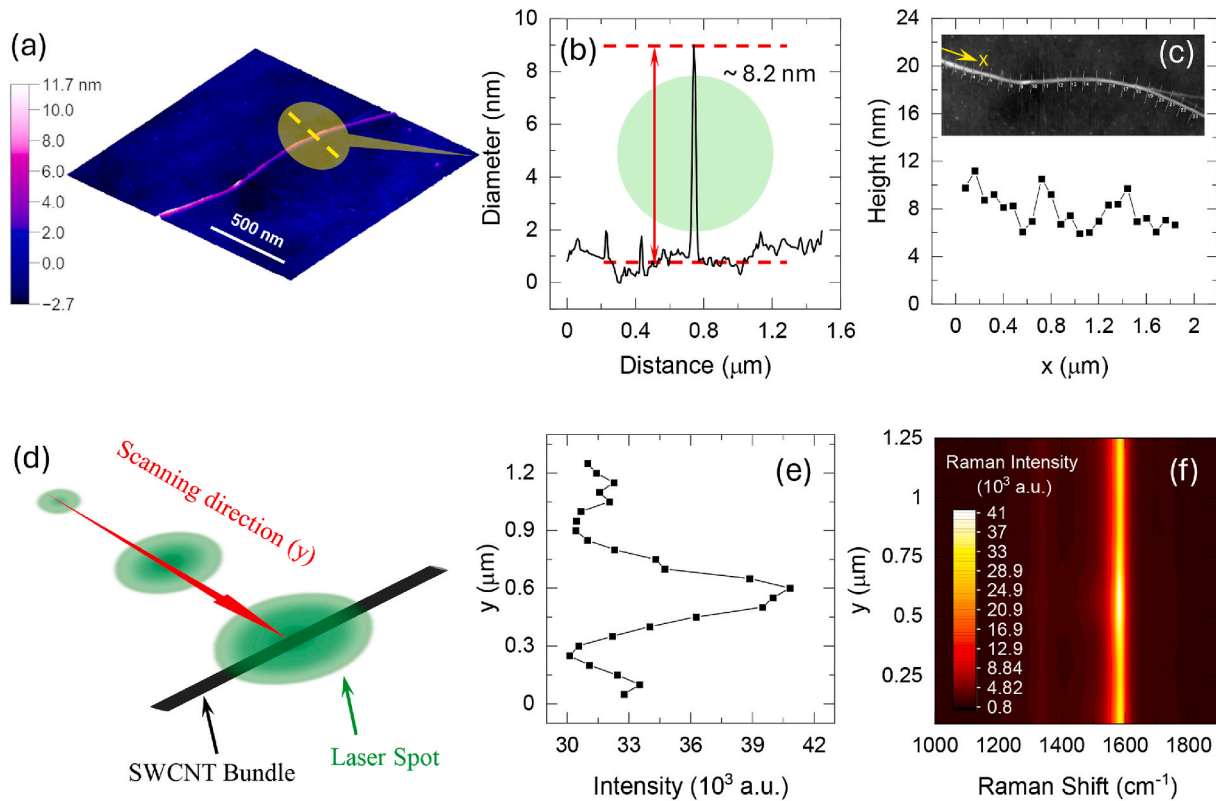 (a)
11.7 nm
10.0
8.0
6.0
4.0
2.0
0.0
−2.7
500 nm
(b)
~ 8.2 nm
Diameter (nm)
10
8
6
4
2
0
0 0.4 0.8 1.2 1.6
Distance (μm)
(c)
x
Height (nm)
24
20
16
12
8
4
0
0 0.4 0.8 1.2 1.6 2
x (μm)
(d)
Scanning direction (y)
Laser Spot
SWCNT Bundle
(e)
y (μm)
1.2
0.9
0.6
0.3
0
30 33 36 39 42
Intensity (10³ a.u.)
(f)
Raman Intensity
(10³ a.u.)
41
37
33
28.9
24.9
20.9
16.9
12.9
8.84
4.82
0.8
y (μm)
1.25
1
0.75
0.5
0.25
1000 1200 1400 1600 1800
Raman Shift (cm⁻¹)